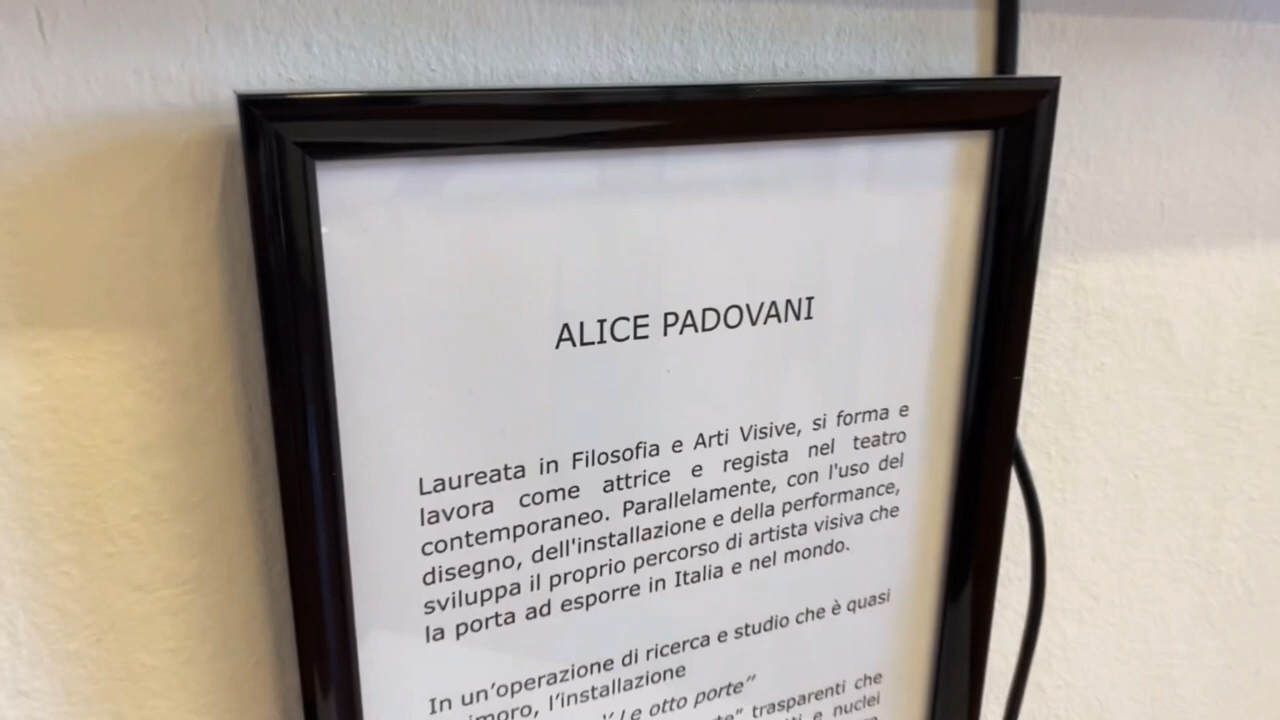 ALICE PADOVANI
Laureata in Filosofia e Arti Visive, si forma e
lavora come attrice e regista nel teatro
contemporaneo. Parallelamente, con l'uso del
disegno, dell'installazione e della performance,
sviluppa il proprio percorso di artista visiva che
la porta ad esporre in Italia e nel mondo.
In un'operazione di ricerca e studio che è quasi
l'installazione
Le otto porte"
trasparenti che
e nuclei